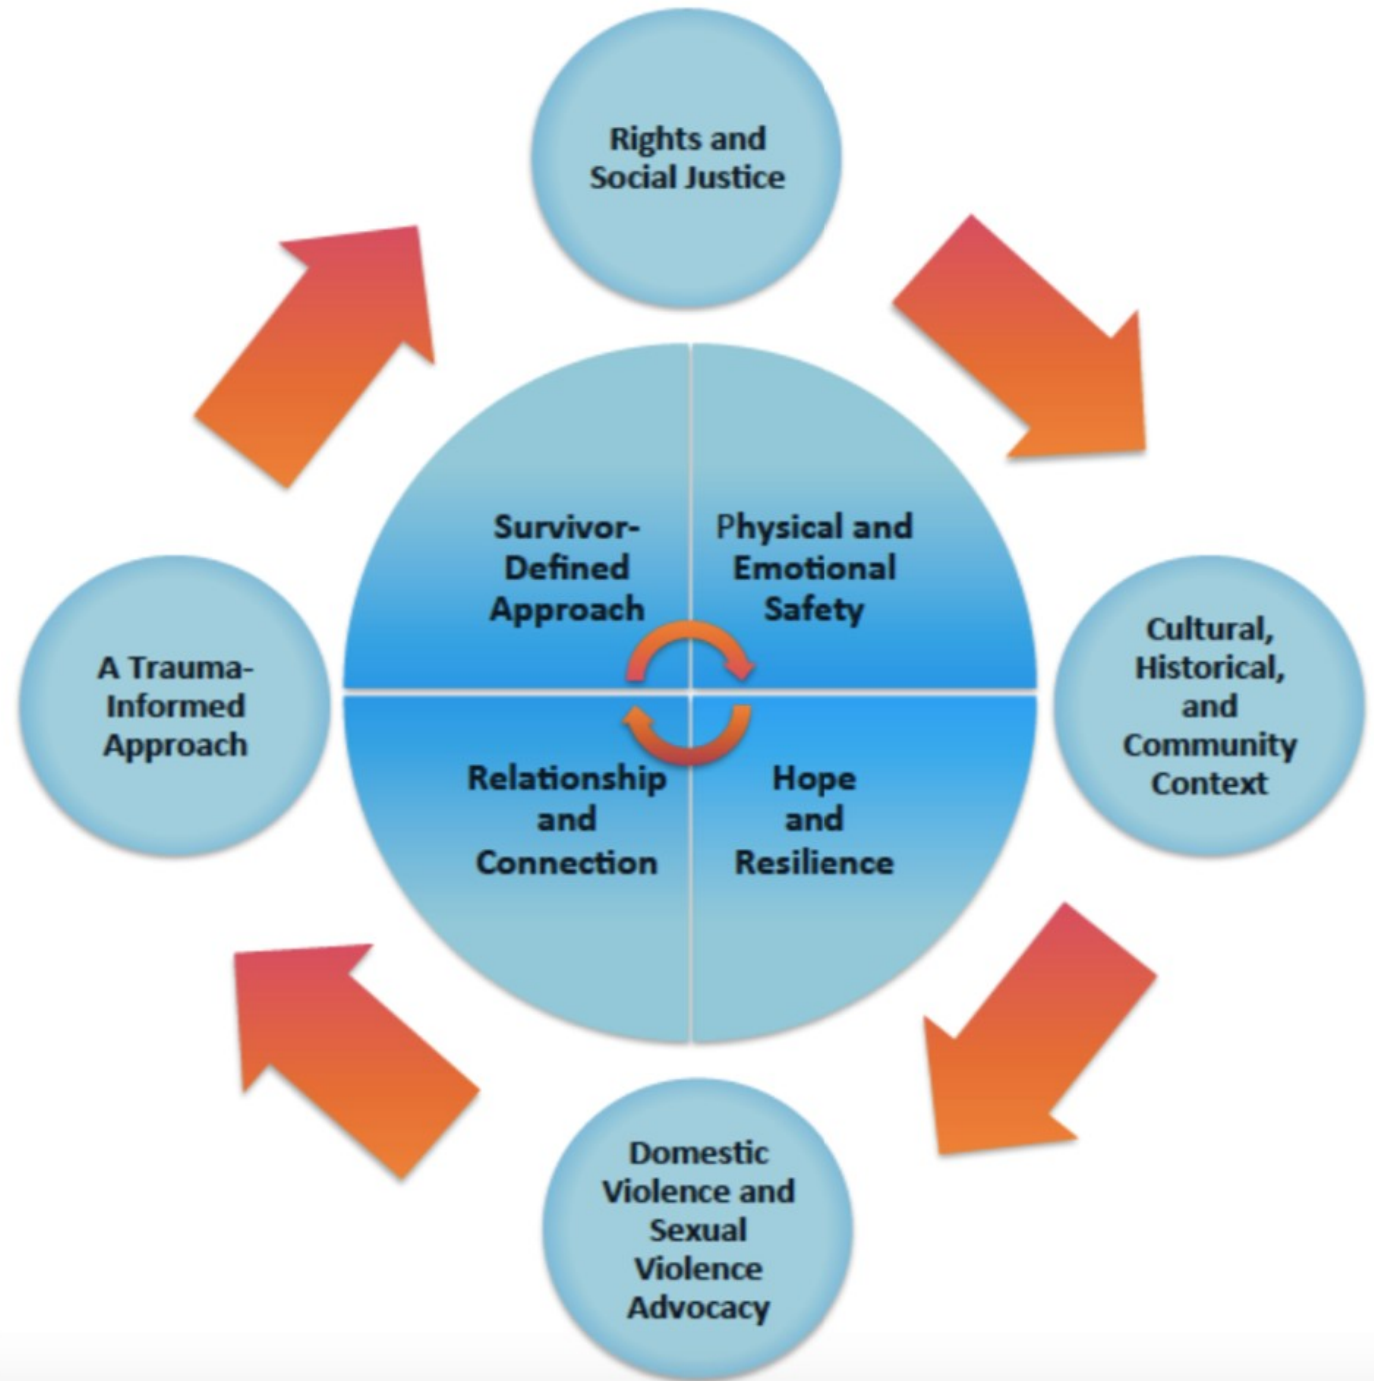 Rights and
Social Justice
Survivor-
Defined
Approach
Physical and
Emotional
Safety
A Trauma-
Informed
Approach
Cultural,
Historical,
and
Community
Context
Relationship
and
Connection
Hope
and
Resilience
Domestic
Violence and
Sexual
Violence
Advocacy